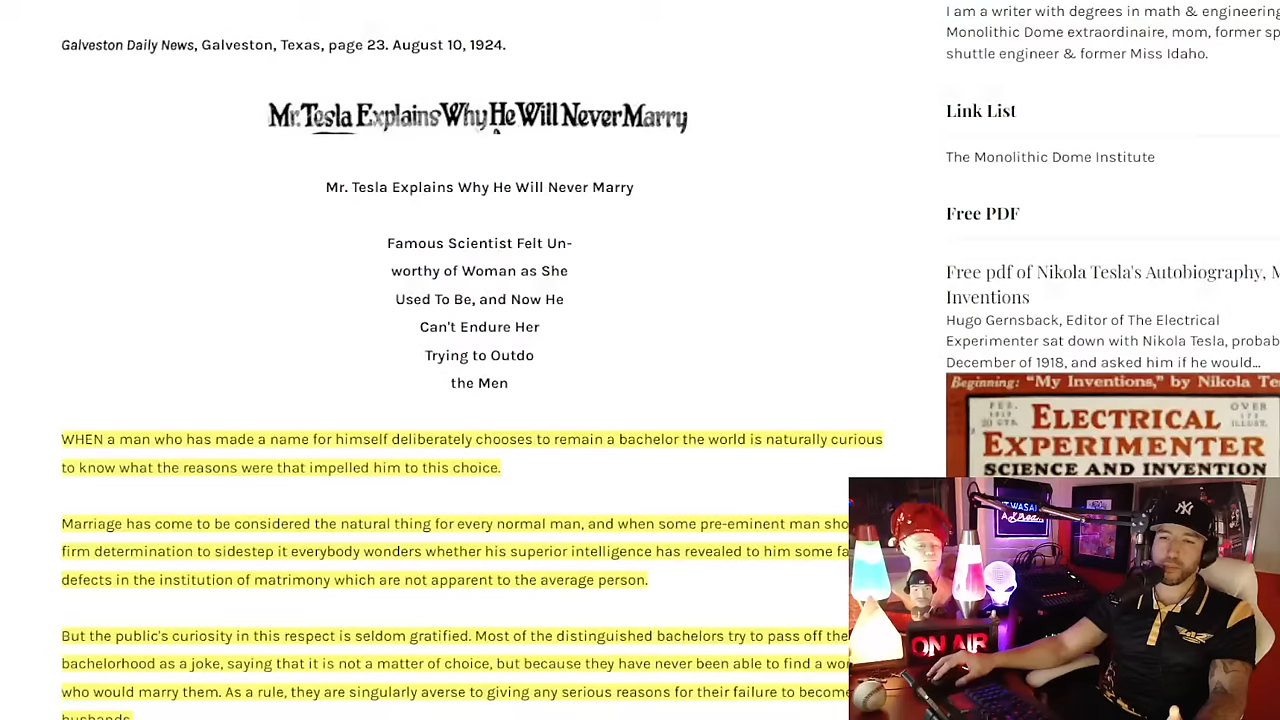 Galveston Daily News, Galveston, Texas, page 23. August 10, 1924.
Mr. Tesla Explains Why He Will Never Marry
Mr. Tesla Explains Why He Will Never Marry
Famous Scientist Felt Un-
worthy of Woman as She
Used To Be, and Now He
Can't Endure Her
Trying to Outdo
the Men
WHEN a man who has made a name for himself deliberately chooses to remain a bachelor the world is naturally curious
to know what the reasons were that impelled him to this choice.
Marriage has come to be considered the natural thing for every normal man, and when some pre-eminent man sho
firm determination to sidestep it everybody wonders whether his superior intelligence has revealed to him some fa
defects in the institution of matrimony which are not apparent to the average person.
But the public's curiosity in this respect is seldom gratified. Most of the distinguished bachelors try to pass off the
bachelorhood as a joke, saying that it is not a matter of choice, but because they have never been able to find a wo
who would marry them. As a rule, they are singularly averse to giving any serious reasons for their failure to become
husbands.
I am a writer with degrees in math & engineering
Monolithic Dome extraordinaire, mom, former sp
shuttle engineer & former Miss Idaho.
Link List
The Monolithic Dome Institute
Free PDF
Free pdf of Nikola Tesla's Autobiography, M
Inventions
Hugo Gernsback, Editor of The Electrical
Experimenter sat down with Nikola Tesla, probab
December of 1918, and asked him if he would...
Beginning: "My Inventions," by Nikola Te
FEB.
20 CTS.
OVER
ILLUST.
ELECTRICAL
EXPERIMENTER
SCIENCE AND INVENTION
NY
ON AIR